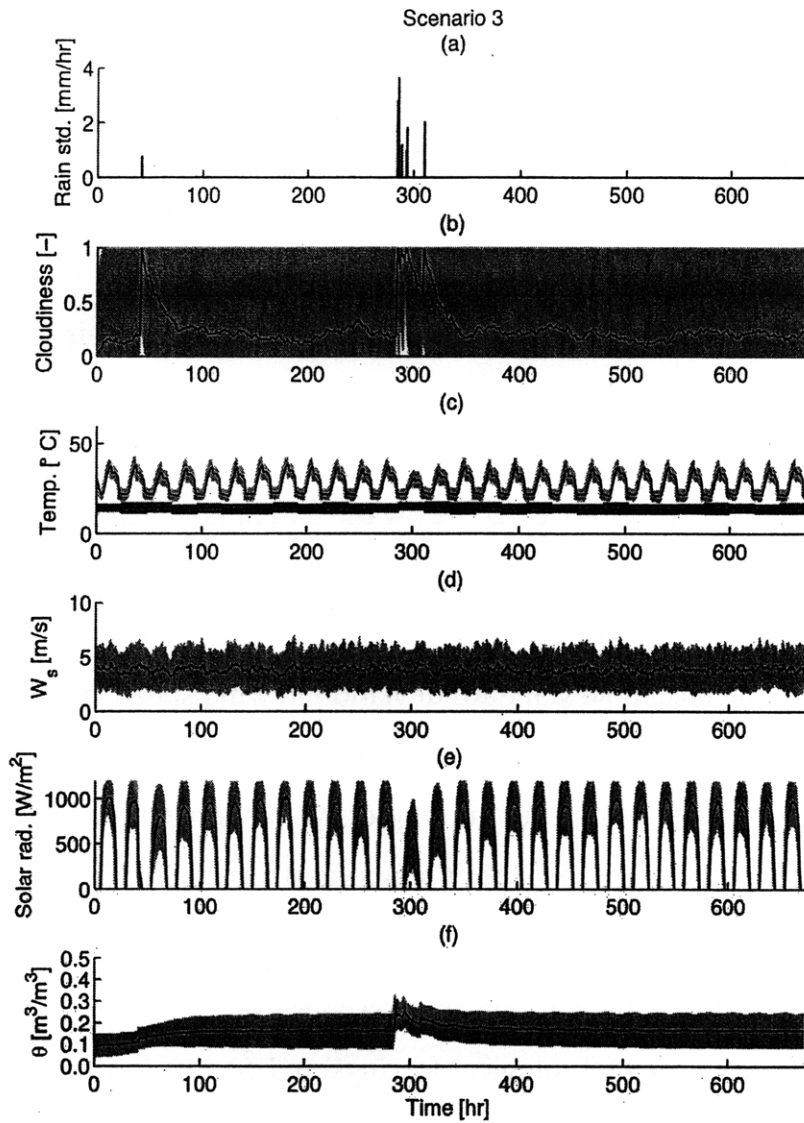 Scenario 3
(a)
Rain std. [mm/hr]
4
2
0
0 100 200 300 400 500 600
(b)
Cloudiness [–]
1
0.5
0
0 100 200 300 400 500 600
(c)
Temp. [° C]
50
0
0 100 200 300 400 500 600
(d)
Ws [m/s]
10
5
0
0 100 200 300 400 500 600
(e)
Solar rad. [W/m²]
1000
500
0
0 100 200 300 400 500 600
(f)
θ [m³/m³]
0.5
0.4
0.3
0.2
0.1
0.0
0 100 200 300 400 500 600
Time [hr]